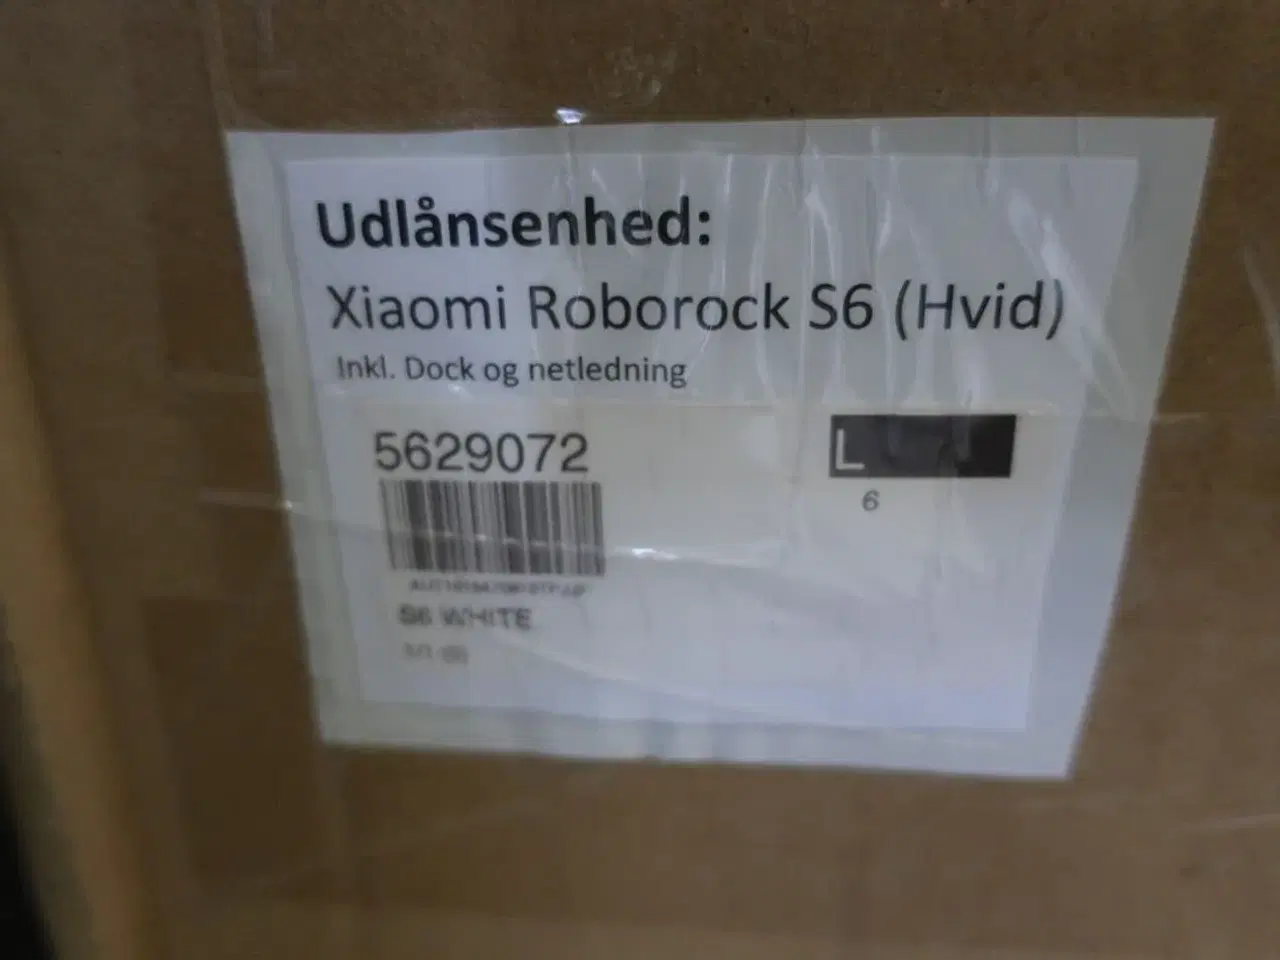 Udlånsenhed:
Xiaomi Roborock S6 (Hvid)
Inkl. Dock og netledning
5629072
L
6
S6 WHITE